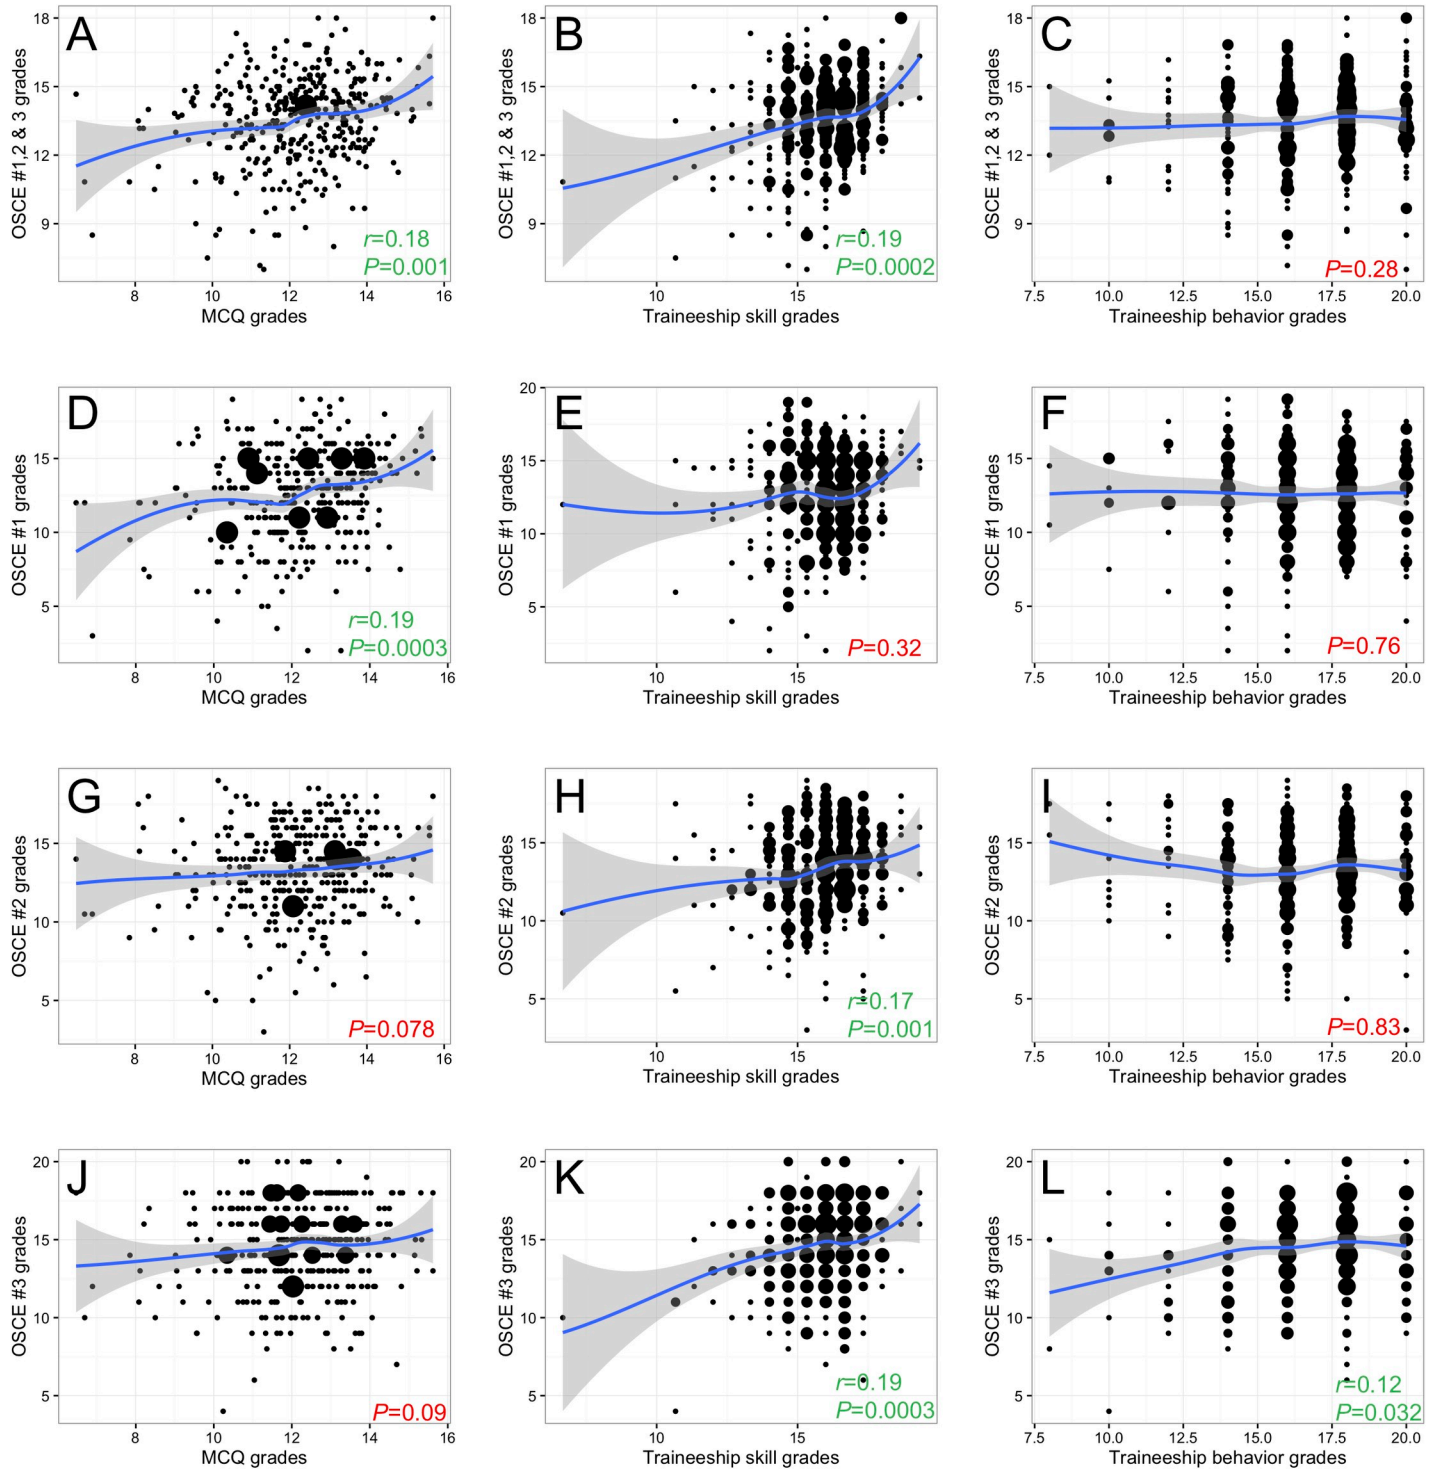 A
OSCE #1,2 & 3 grades
18
15
12
9
r=0.18
P=0.001
8 10 12 14 16
MCQ grades
B
OSCE #1,2 & 3 grades
18
15
12
9
r=0.19
P=0.0002
10 15
Traineeship skill grades
C
OSCE #1,2 & 3 grades
18
15
12
9
P=0.28
7.5 10.0 12.5 15.0 17.5 20.0
Traineeship behavior grades
D
OSCE #1 grades
15
10
5
r=0.19
P=0.0003
8 10 12 14 16
MCQ grades
E
OSCE #1 grades
20
15
10
5
P=0.32
10 15
Traineeship skill grades
F
OSCE #1 grades
15
10
5
P=0.76
7.5 10.0 12.5 15.0 17.5 20.0
Traineeship behavior grades
G
OSCE #2 grades
15
10
5
P=0.078
8 10 12 14 16
MCQ grades
H
OSCE #2 grades
15
10
5
r=0.17
P=0.001
10 15
Traineeship skill grades
I
OSCE #2 grades
15
10
5
P=0.83
7.5 10.0 12.5 15.0 17.5 20.0
Traineeship behavior grades
J
OSCE #3 grades
20
15
10
5
P=0.09
8 10 12 14 16
MCQ grades
K
OSCE #3 grades
20
15
10
5
r=0.19
P=0.0003
10 15
Traineeship skill grades
L
OSCE #3 grades
20
15
10
5
r=0.12
P=0.032
7.5 10.0 12.5 15.0 17.5 20.0
Traineeship behavior grades